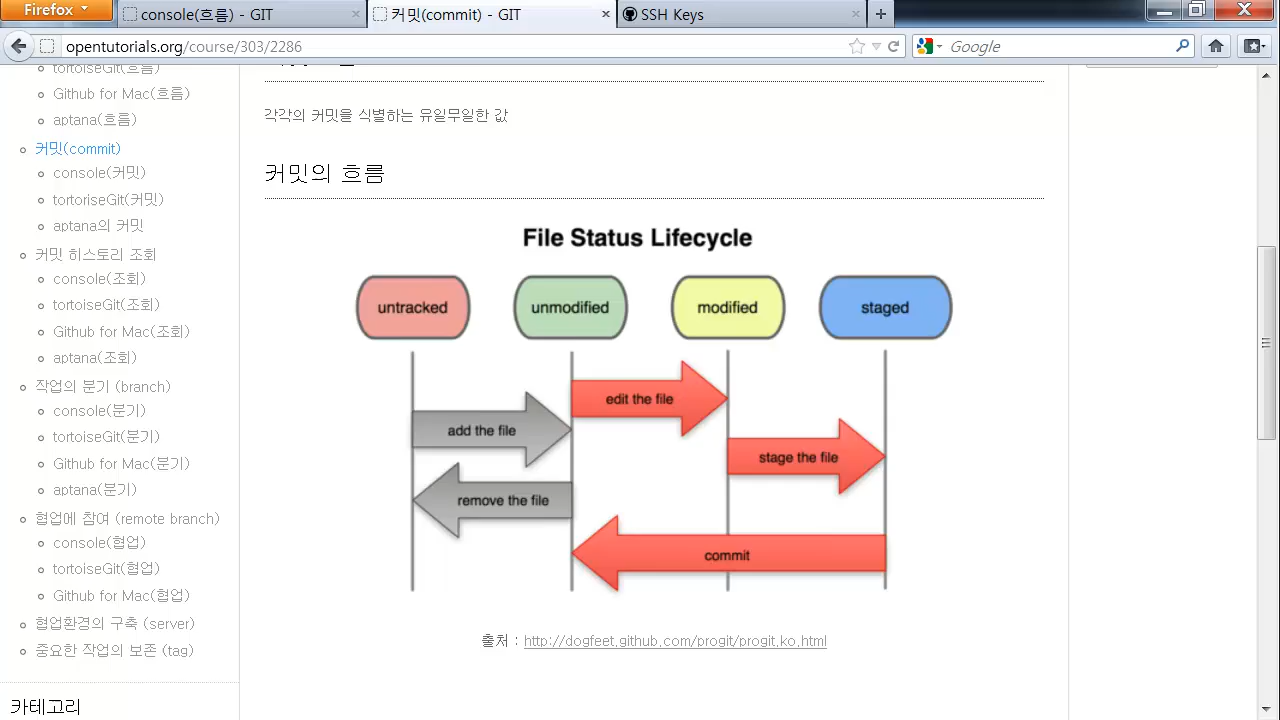 Firefox
console(흐름) - GIT
커밋(commit) - GIT
SSH Keys
opentutorials.org/course/303/2286
Google
tortoiseGit(흐름)
Github for Mac(흐름)
aptana(흐름)
커밋(commit)
console(커밋)
tortoriseGit(커밋)
aptana의 커밋
커밋 히스토리 조회
console(조회)
tortoiseGit(조회)
Github for Mac(조회)
aptana(조회)
작업의 분기 (branch)
console(분기)
tortoiseGit(분기)
Github for Mac(분기)
aptana(분기)
협업에 참여 (remote branch)
console(협업)
tortoiseGit(협업)
Github for Mac(협업)
협업환경의 구축 (server)
중요한 작업의 보존 (tag)
카테고리
각각의 커밋을 식별하는 유일무일한 값
커밋의 흐름
File Status Lifecycle
untracked
unmodified
modified
staged
edit the file
add the file
stage the file
remove the file
commit
출처 : http://dogfeet.github.com/progit/progit.ko.html